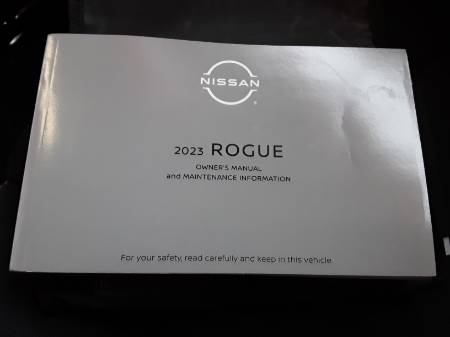 NISSAN
®
2023 ROGUE
OWNER'S MANUAL
and MAINTENANCE INFORMATION
For your safety, read carefully and keep in this vehicle.